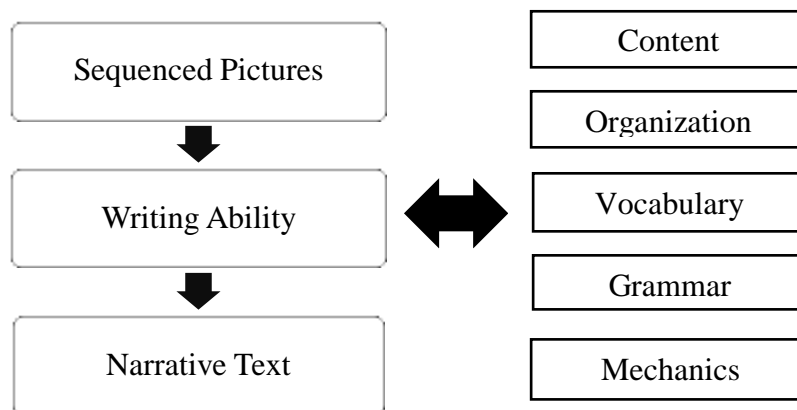 Sequenced Pictures
Writing Ability
Narrative Text
Content
Organization
Vocabulary
Grammar
Mechanics